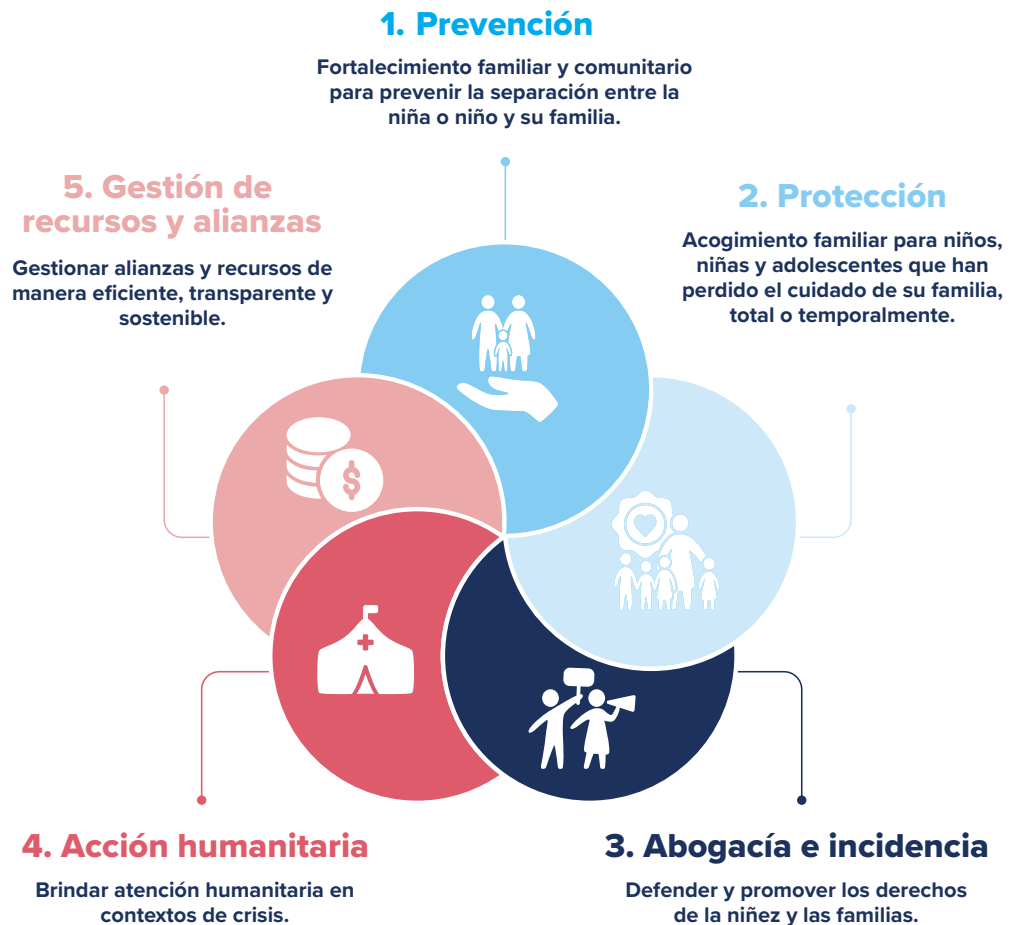 1. Prevención
Fortalecimiento familiar y comunitario
para prevenir la separación entre la
niña o niño y su familia.
2. Protección
Acogimiento familiar para niños,
niñas y adolescentes que han
perdido el cuidado de su familia,
total o temporalmente.
3. Abogacía e incidencia
Defender y promover los derechos
de la niñez y las familias.
4. Acción humanitaria
Brindar atención humanitaria en
contextos de crisis.
5. Gestión de
recursos y alianzas
Gestionar alianzas y recursos de
manera eficiente, transparente y
sostenible.
$